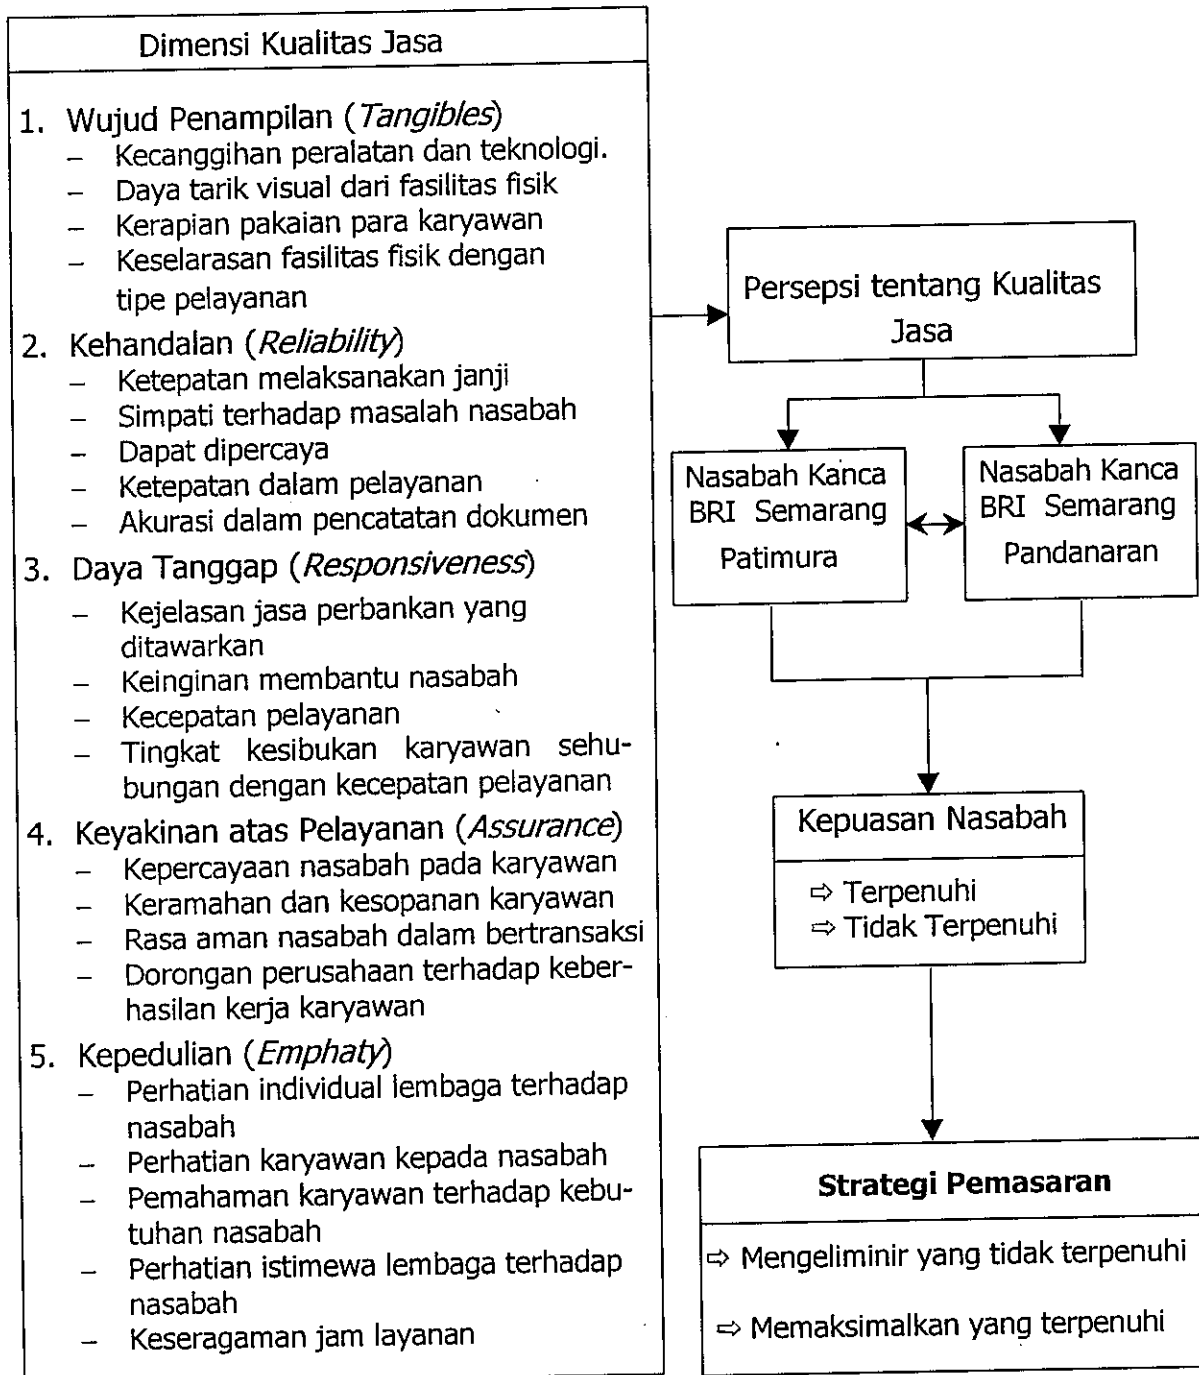 Dimensi Kualitas Jasa
1. Wujud Penampilan (Tangibles)
– Kecanggihan peralatan dan teknologi.
– Daya tarik visual dari fasilitas fisik
– Kerapian pakaian para karyawan
– Keselarasan fasilitas fisik dengan
tipe pelayanan
2. Kehandalan (Reliability)
– Ketepatan melaksanakan janji
– Simpati terhadap masalah nasabah
– Dapat dipercaya
– Ketepatan dalam pelayanan
– Akurasi dalam pencatatan dokumen
3. Daya Tanggap (Responsiveness)
– Kejelasan jasa perbankan yang
ditawarkan
– Keinginan membantu nasabah
– Kecepatan pelayanan
– Tingkat kesibukan karyawan sehu-
bungan dengan kecepatan pelayanan
4. Keyakinan atas Pelayanan (Assurance)
– Kepercayaan nasabah pada karyawan
– Keramahan dan kesopanan karyawan
– Rasa aman nasabah dalam bertransaksi
– Dorongan perusahaan terhadap keber-
hasilan kerja karyawan
5. Kepedulian (Emphaty)
– Perhatian individual lembaga terhadap
nasabah
– Perhatian karyawan kepada nasabah
– Pemahaman karyawan terhadap kebu-
tuhan nasabah
– Perhatian istimewa lembaga terhadap
nasabah
– Keseragaman jam layanan
Persepsi tentang Kualitas
Jasa
Nasabah Kanca
BRI Semarang
Patimura
Nasabah Kanca
BRI Semarang
Pandanaran
Kepuasan Nasabah
⇨ Terpenuhi
⇨ Tidak Terpenuhi
Strategi Pemasaran
⇨ Mengeliminir yang tidak terpenuhi
⇨ Memaksimalkan yang terpenuhi